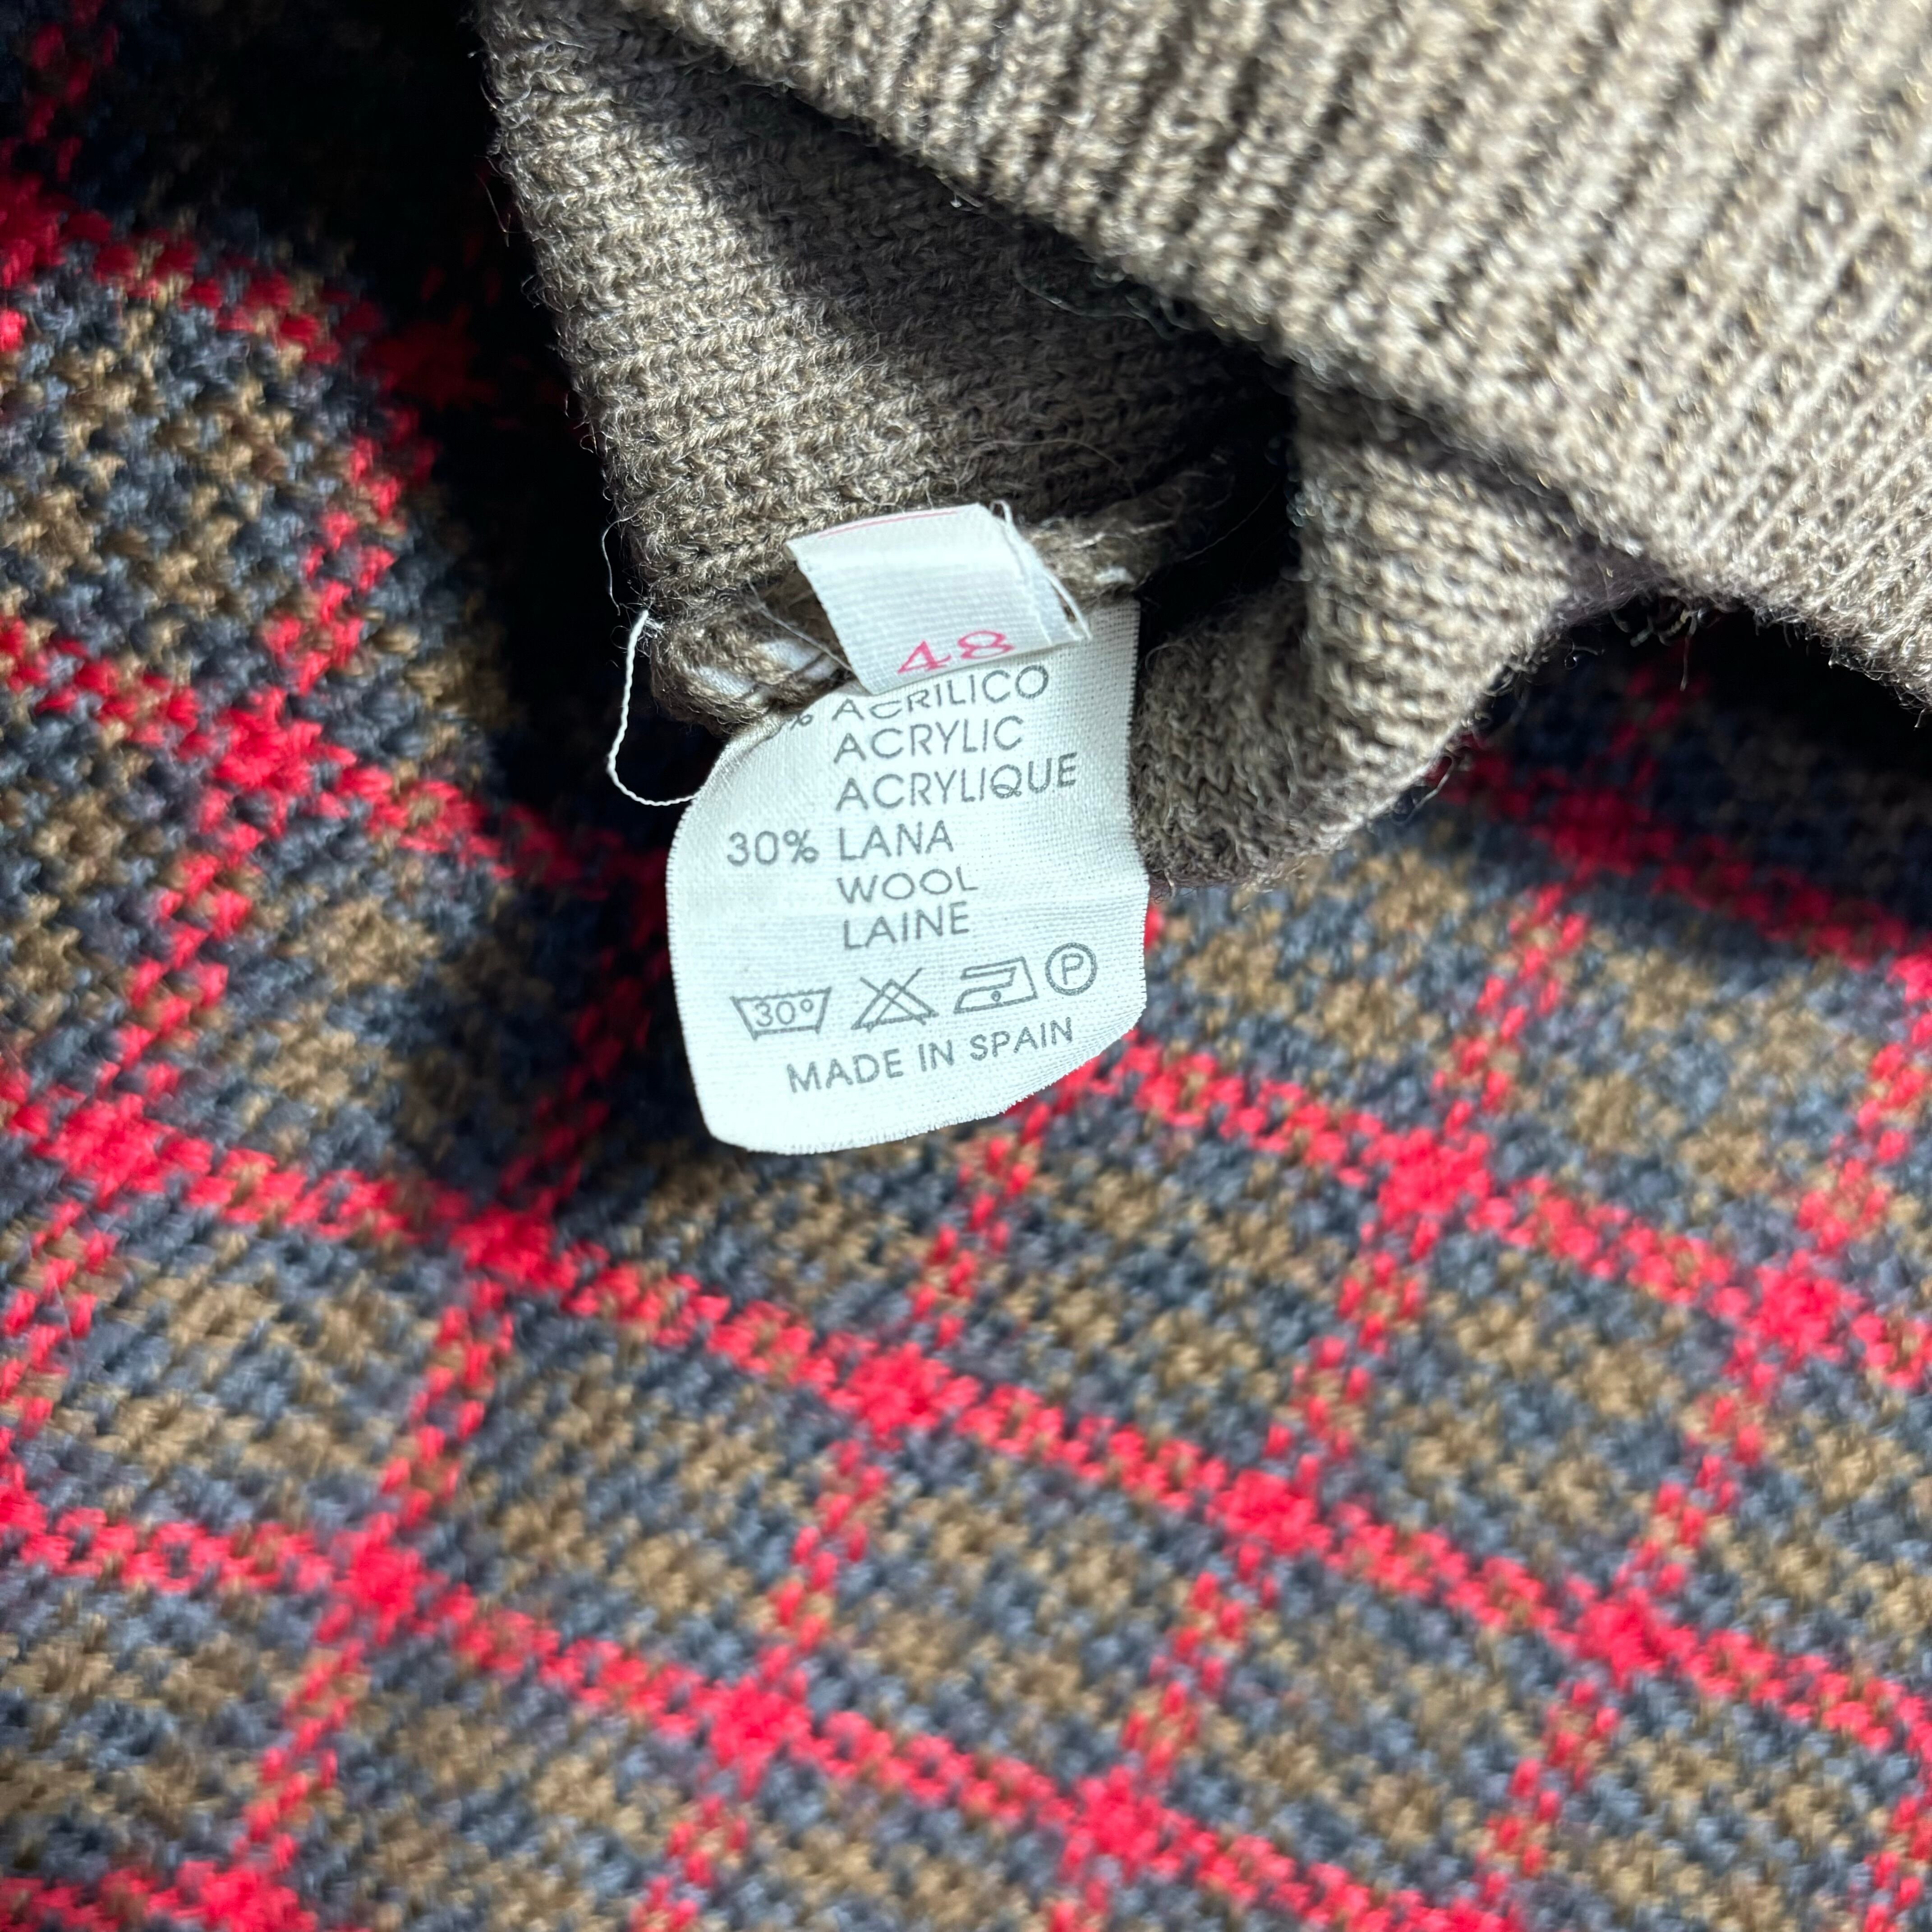 48
% ACRILICO
ACRYLIC
ACRYLIQUE
30% LANA
WOOL
LAINE
30° P
MADE IN SPAIN